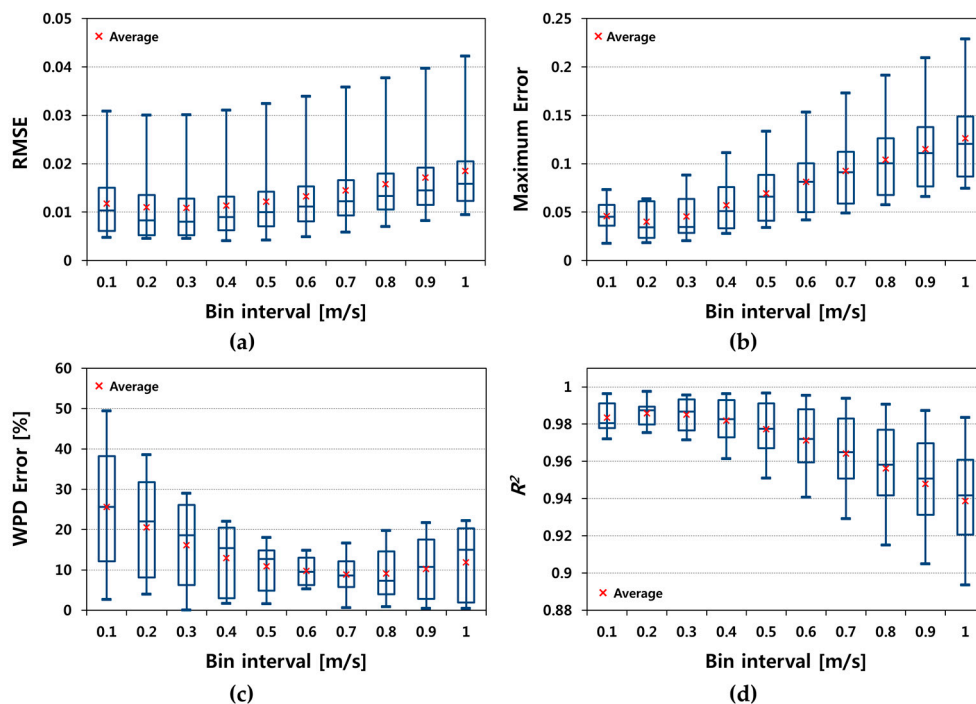 0.05
× Average
0.04
0.03
0.02
0.01
0
RMSE
0.1 0.2 0.3 0.4 0.5 0.6 0.7 0.8 0.9 1
Bin interval [m/s]
(a)
0.25
× Average
0.2
0.15
0.1
0.05
0
Maximum Error
0.1 0.2 0.3 0.4 0.5 0.6 0.7 0.8 0.9 1
Bin interval [m/s]
(b)
60
× Average
50
40
30
20
10
0
WPD Error [%]
0.1 0.2 0.3 0.4 0.5 0.6 0.7 0.8 0.9 1
Bin interval [m/s]
(c)
1
0.98
0.96
0.94
0.92
0.9
× Average
0.88
R²
0.1 0.2 0.3 0.4 0.5 0.6 0.7 0.8 0.9 1
Bin interval [m/s]
(d)